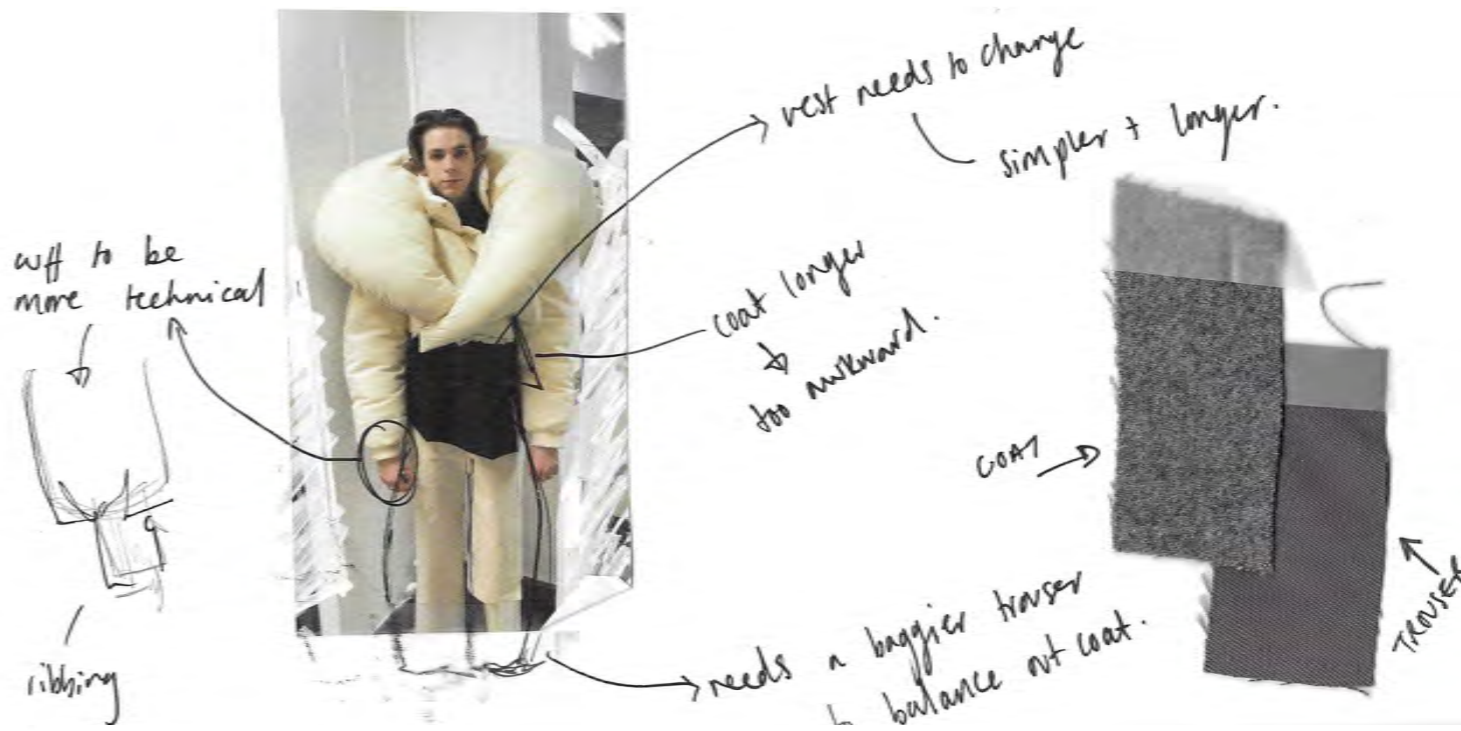 vest needs to change
simpler + longer.
cuff to be
more technical
coat longer
too awkward.
COAT
TROUSER
needs a baggier trouser
to balance out coat.
ribbing